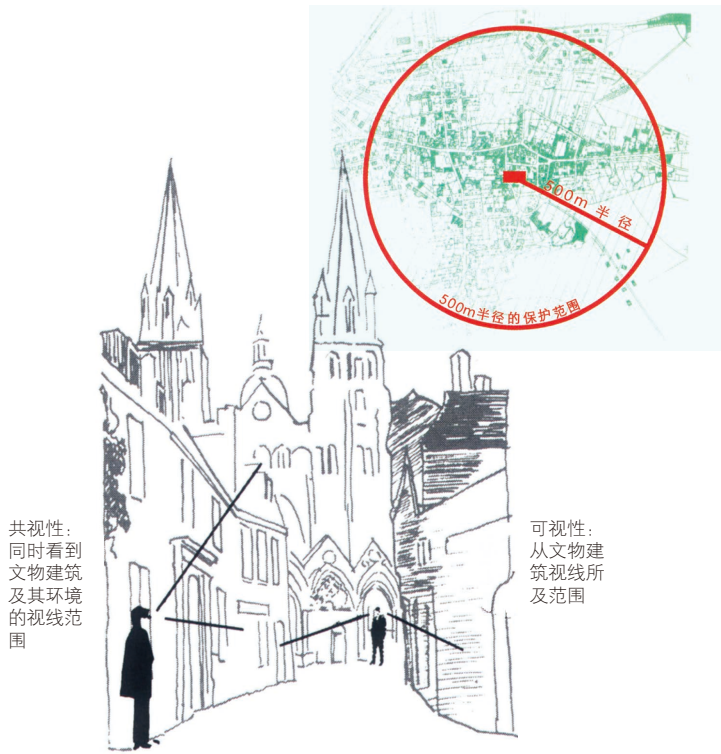 500m 半径
500m半径的保护范围
共视性：
同时看到
文物建筑
及其环境
的视线范
围
可视性：
从文物建
筑视线所
及范围